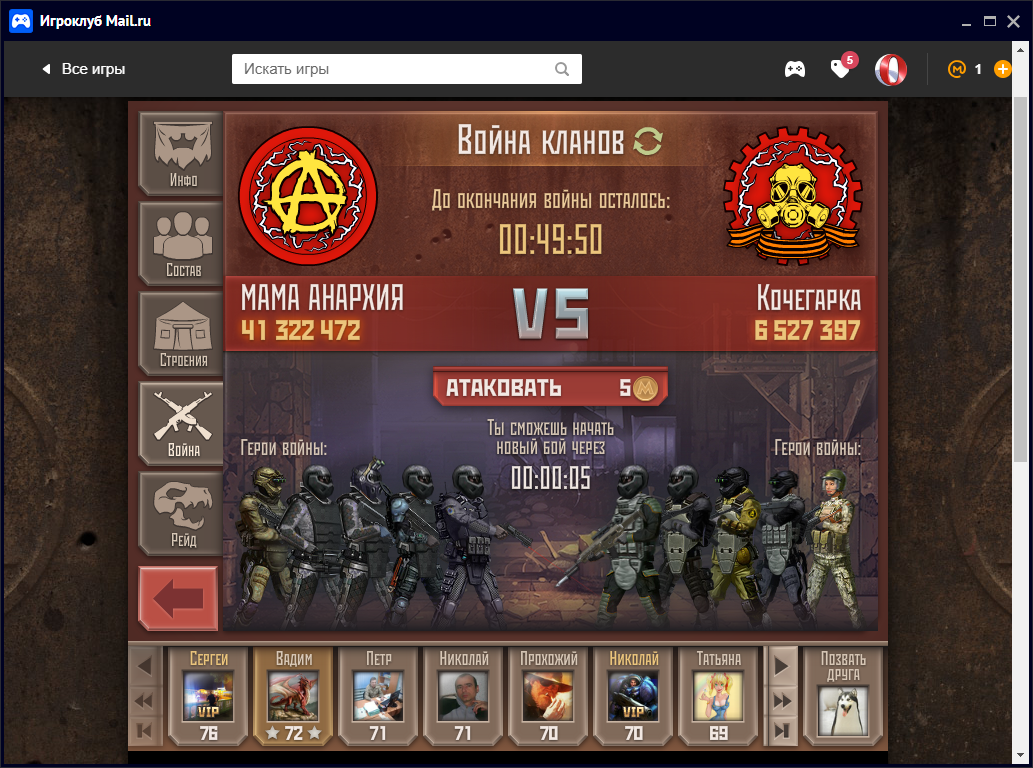 Игроклуб Mail.ru
Все игры
Искать игры
5
1
Инфо
Состав
Строения
Война
Рейд
Война кланов
До окончания войны осталось:
00:49:50
МАМА АНАРХИЯ
41 322 472
VS
Кочегарка
6 527 397
АТАКОВАТЬ 5
Ты сможешь начать
новый бой через
00:00:05
Герои войны:
Герои войны:
Сергей
VIP
76
Вадим
72
Петр
71
Николай
71
Прохожий
70
Николай
VIP
70
Татьяна
69
Позвать
друга